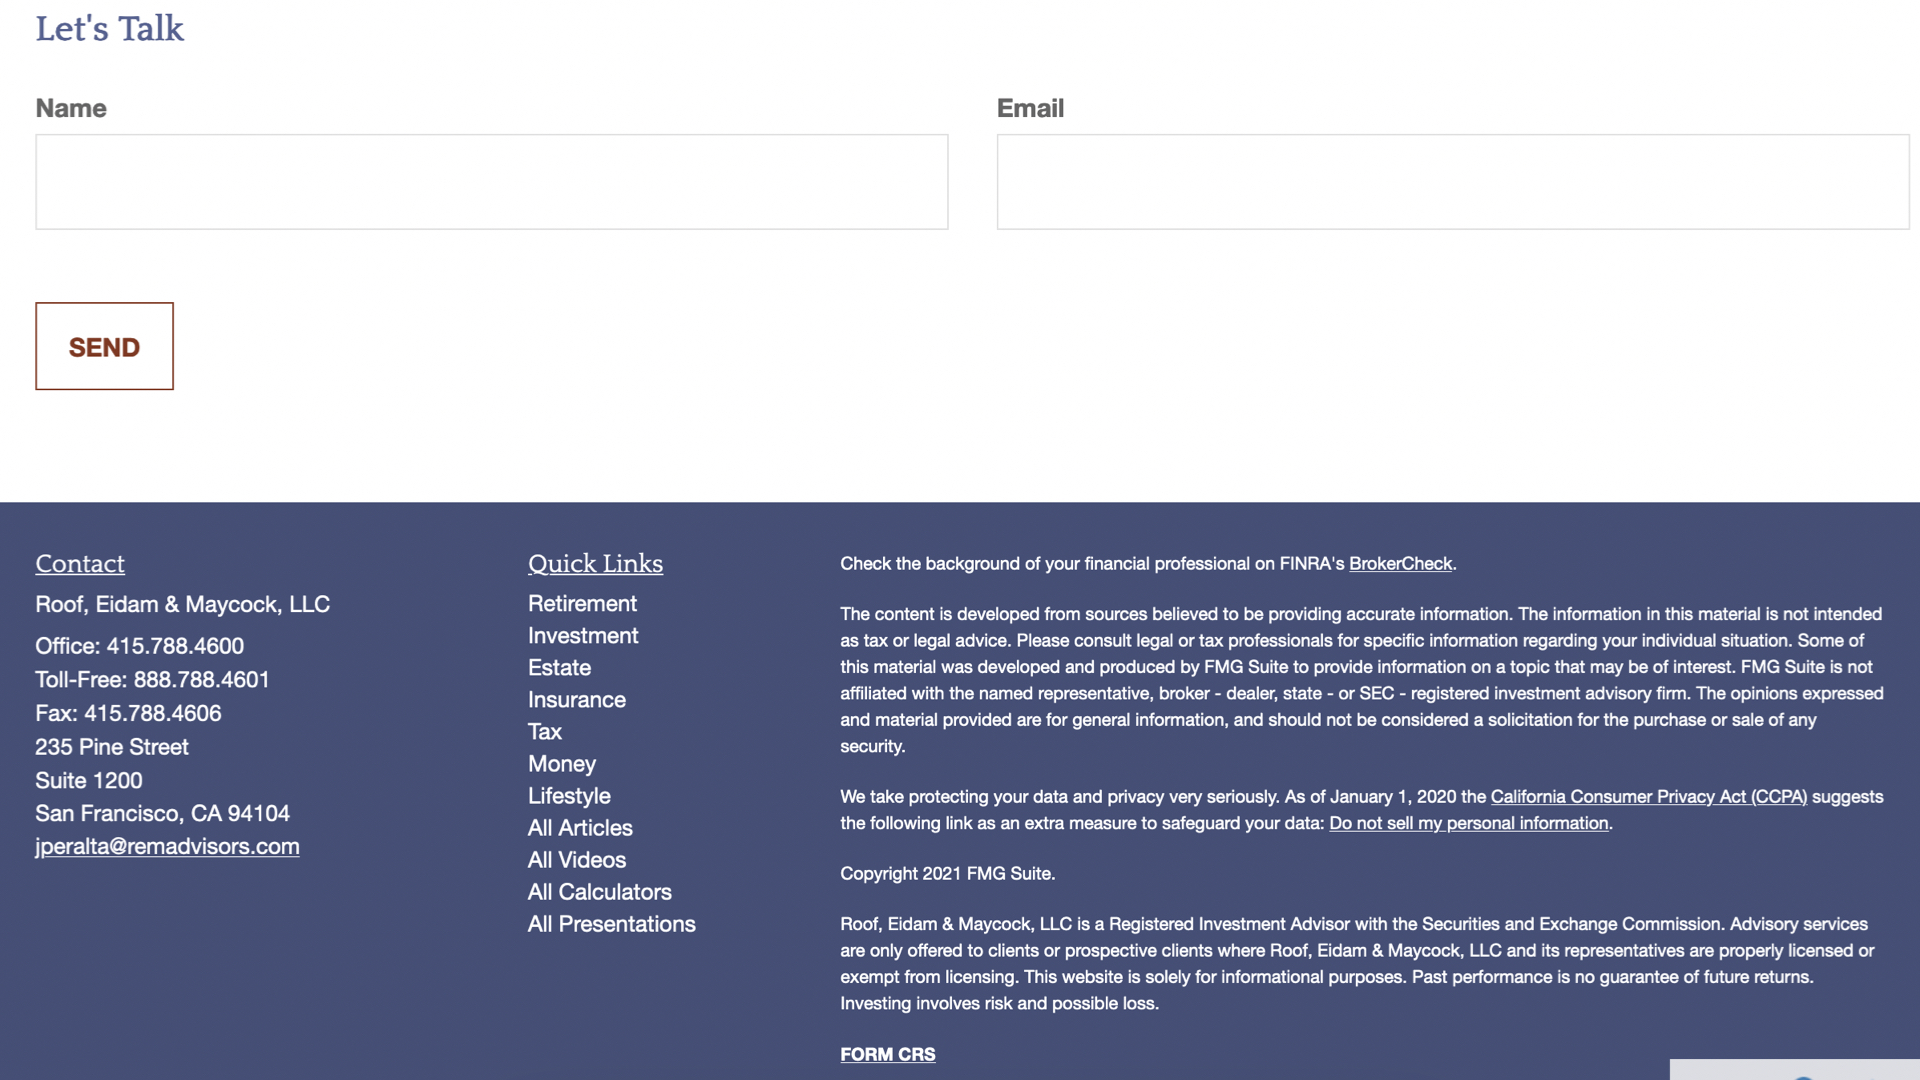 Let's Talk
Name
Email
SEND
Contact
Roof, Eidam & Maycock, LLC
Office: 415.788.4600
Toll-Free: 888.788.4601
Fax: 415.788.4606
235 Pine Street
Suite 1200
San Francisco, CA 94104
jperalta@remadvisors.com
Quick Links
Retirement
Investment
Estate
Insurance
Tax
Money
Lifestyle
All Articles
All Videos
All Calculators
All Presentations
Check the background of your financial professional on FINRA's BrokerCheck.
The content is developed from sources believed to be providing accurate information. The information in this material is not intended
as tax or legal advice. Please consult legal or tax professionals for specific information regarding your individual situation. Some of
this material was developed and produced by FMG Suite to provide information on a topic that may be of interest. FMG Suite is not
affiliated with the named representative, broker - dealer, state - or SEC - registered investment advisory firm. The opinions expressed
and material provided are for general information, and should not be considered a solicitation for the purchase or sale of any
security.
We take protecting your data and privacy very seriously. As of January 1, 2020 the California Consumer Privacy Act (CCPA) suggests
the following link as an extra measure to safeguard your data: Do not sell my personal information.
Copyright 2021 FMG Suite.
Roof, Eidam & Maycock, LLC is a Registered Investment Advisor with the Securities and Exchange Commission. Advisory services
are only offered to clients or prospective clients where Roof, Eidam & Maycock, LLC and its representatives are properly licensed or
exempt from licensing. This website is solely for informational purposes. Past performance is no guarantee of future returns.
Investing involves risk and possible loss.
FORM CRS